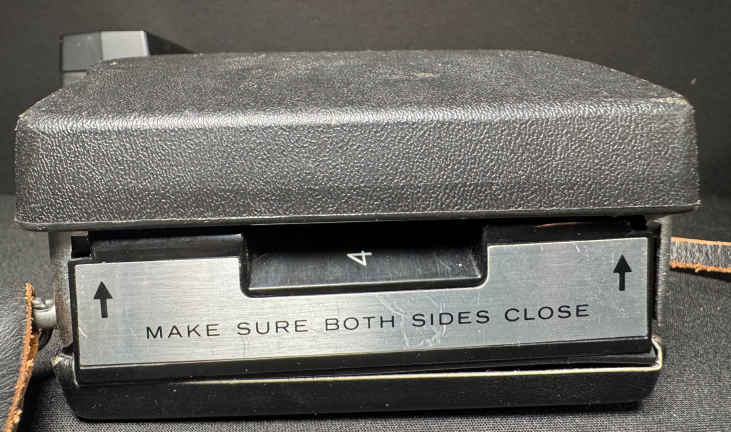 4
MAKE SURE BOTH SIDES CLOSE